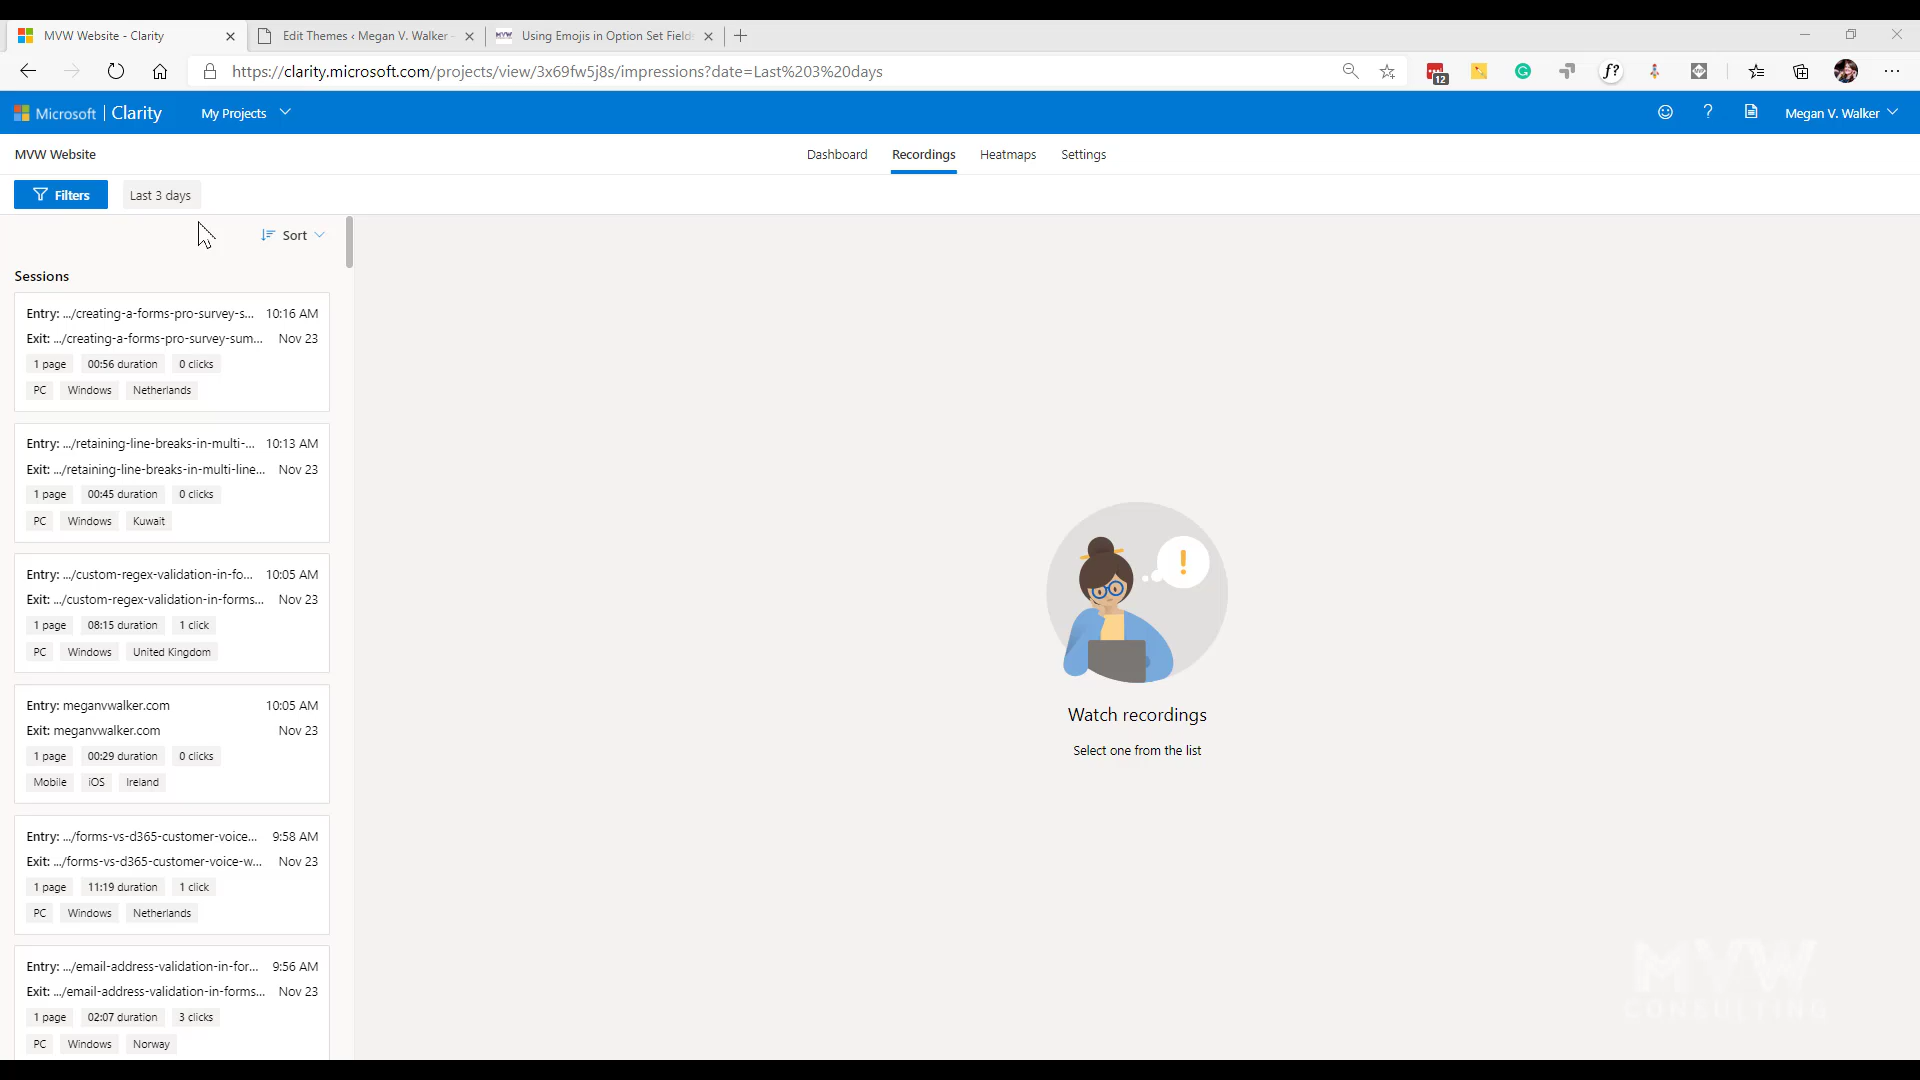 MVW Website - Clarity
Edit Themes ‹ Megan V. Walker -
MVW
Using Emojis in Option Set Fields
https://clarity.microsoft.com/projects/view/3x69fw5j8s/impressions?date=Last%203%20days
12
f?
Microsoft | Clarity
My Projects
?
Megan V. Walker
MVW Website
Dashboard
Recordings
Heatmaps
Settings
Filters
Last 3 days
Sort
Sessions
Entry: .../creating-a-forms-pro-survey-s... 10:16 AM
Exit: .../creating-a-forms-pro-survey-sum... Nov 23
1 page 00:56 duration 0 clicks
PC Windows Netherlands
Entry: .../retaining-line-breaks-in-multi-... 10:13 AM
Exit: .../retaining-line-breaks-in-multi-line... Nov 23
1 page 00:45 duration 0 clicks
PC Windows Kuwait
Entry: .../custom-regex-validation-in-fo... 10:05 AM
Exit: .../custom-regex-validation-in-forms... Nov 23
1 page 08:15 duration 1 click
PC Windows United Kingdom
Entry: meganvwalker.com 10:05 AM
Exit: meganvwalker.com Nov 23
1 page 00:29 duration 0 clicks
Mobile iOS Ireland
Entry: .../forms-vs-d365-customer-voice... 9:58 AM
Exit: .../forms-vs-d365-customer-voice-w... Nov 23
1 page 11:19 duration 1 click
PC Windows Netherlands
Entry: .../email-address-validation-in-for... 9:56 AM
Exit: .../email-address-validation-in-forms... Nov 23
1 page 02:07 duration 3 clicks
PC Windows Norway
!
Watch recordings
Select one from the list
MVW
CONSULTING